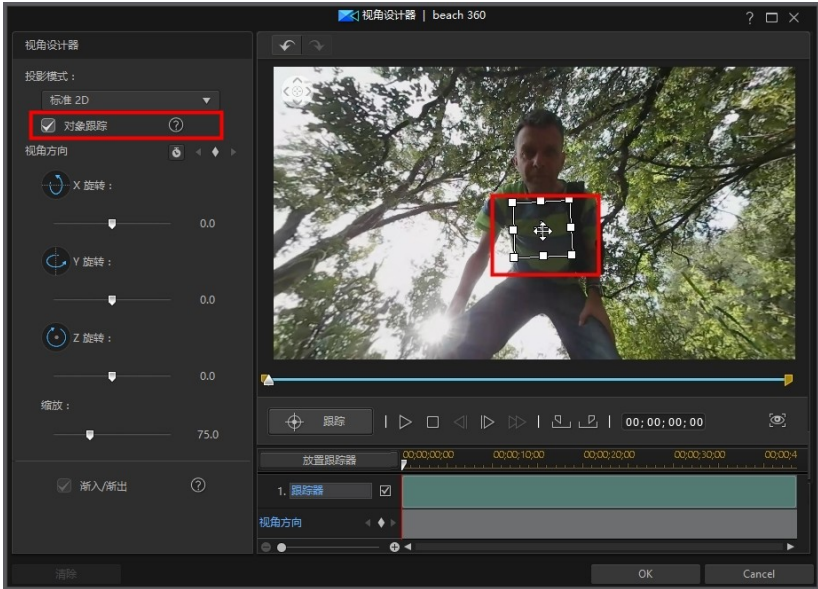 视角设计器 | beach 360
? 
视角设计器
投影模式：
标准 2D
对象跟踪 ?
视角方向
X 旋转：
0.0
Y 旋转：
0.0
Z 旋转：
0.0
缩放：
75.0
渐入/渐出 ?
清除
跟踪 00;00;00;00
放置跟踪器 00;00;00;00 00;00;10;00 00;00;20;00 00;00;30;00 00;00;4
1. 跟踪器
视角方向
OK Cancel